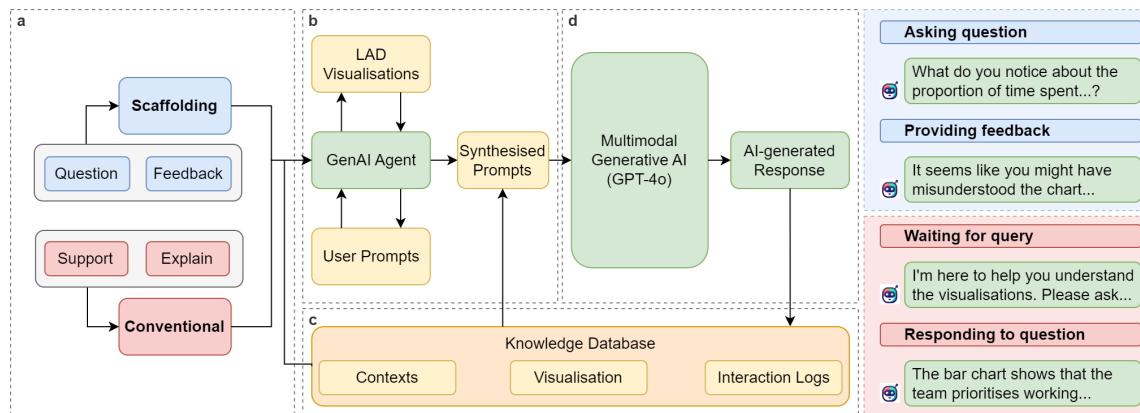 a
Scaffolding
Question
Feedback
Support
Explain
Conventional
b
LAD
Visualisations
GenAI Agent
Synthesised
Prompts
User Prompts
d
Multimodal
Generative AI
(GPT-4o)
AI-generated
Response
c
Knowledge Database
Contexts
Visualisation
Interaction Logs
Asking question
What do you notice about the
proportion of time spent...?
Providing feedback
It seems like you might have
misunderstood the chart...
Waiting for query
I'm here to help you understand
the visualisations. Please ask...
Responding to question
The bar chart shows that the
team prioritises working...